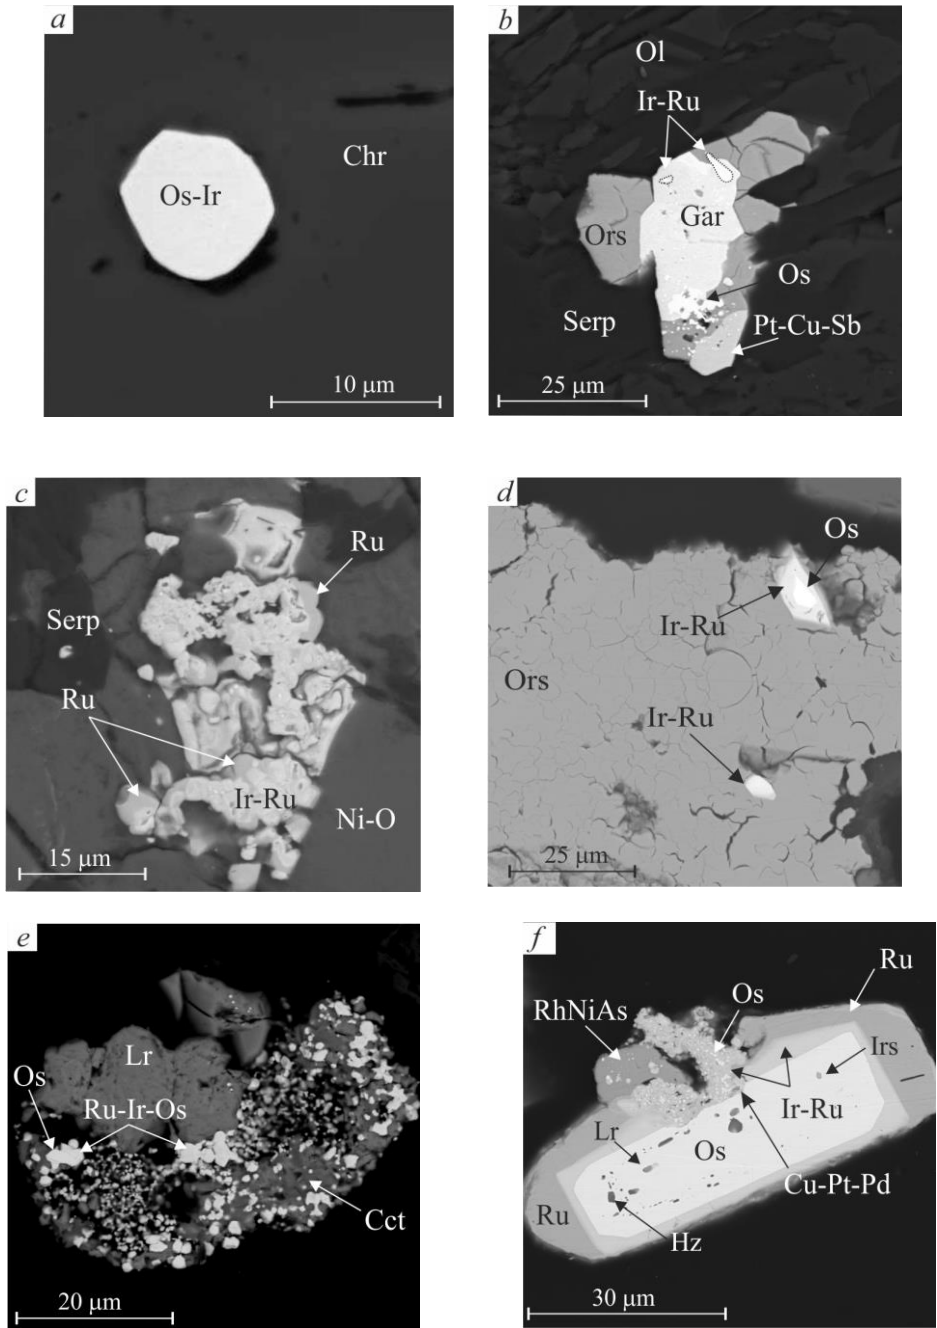 a
Os-Ir
Chr
10 μm
b
Ol
Ir-Ru
Gar
Ors
Os
Serp
Pt-Cu-Sb
25 μm
c
Ru
Serp
Ru
Ir-Ru
Ni-O
15 μm
d
Os
Ir-Ru
Ors
Ir-Ru
25 μm
e
Lr
Os
Ru-Ir-Os
Cct
20 μm
f
Ru
Os
RhNiAs
Irs
Ir-Ru
Lr
Os
Cu-Pt-Pd
Ru
Hz
30 μm